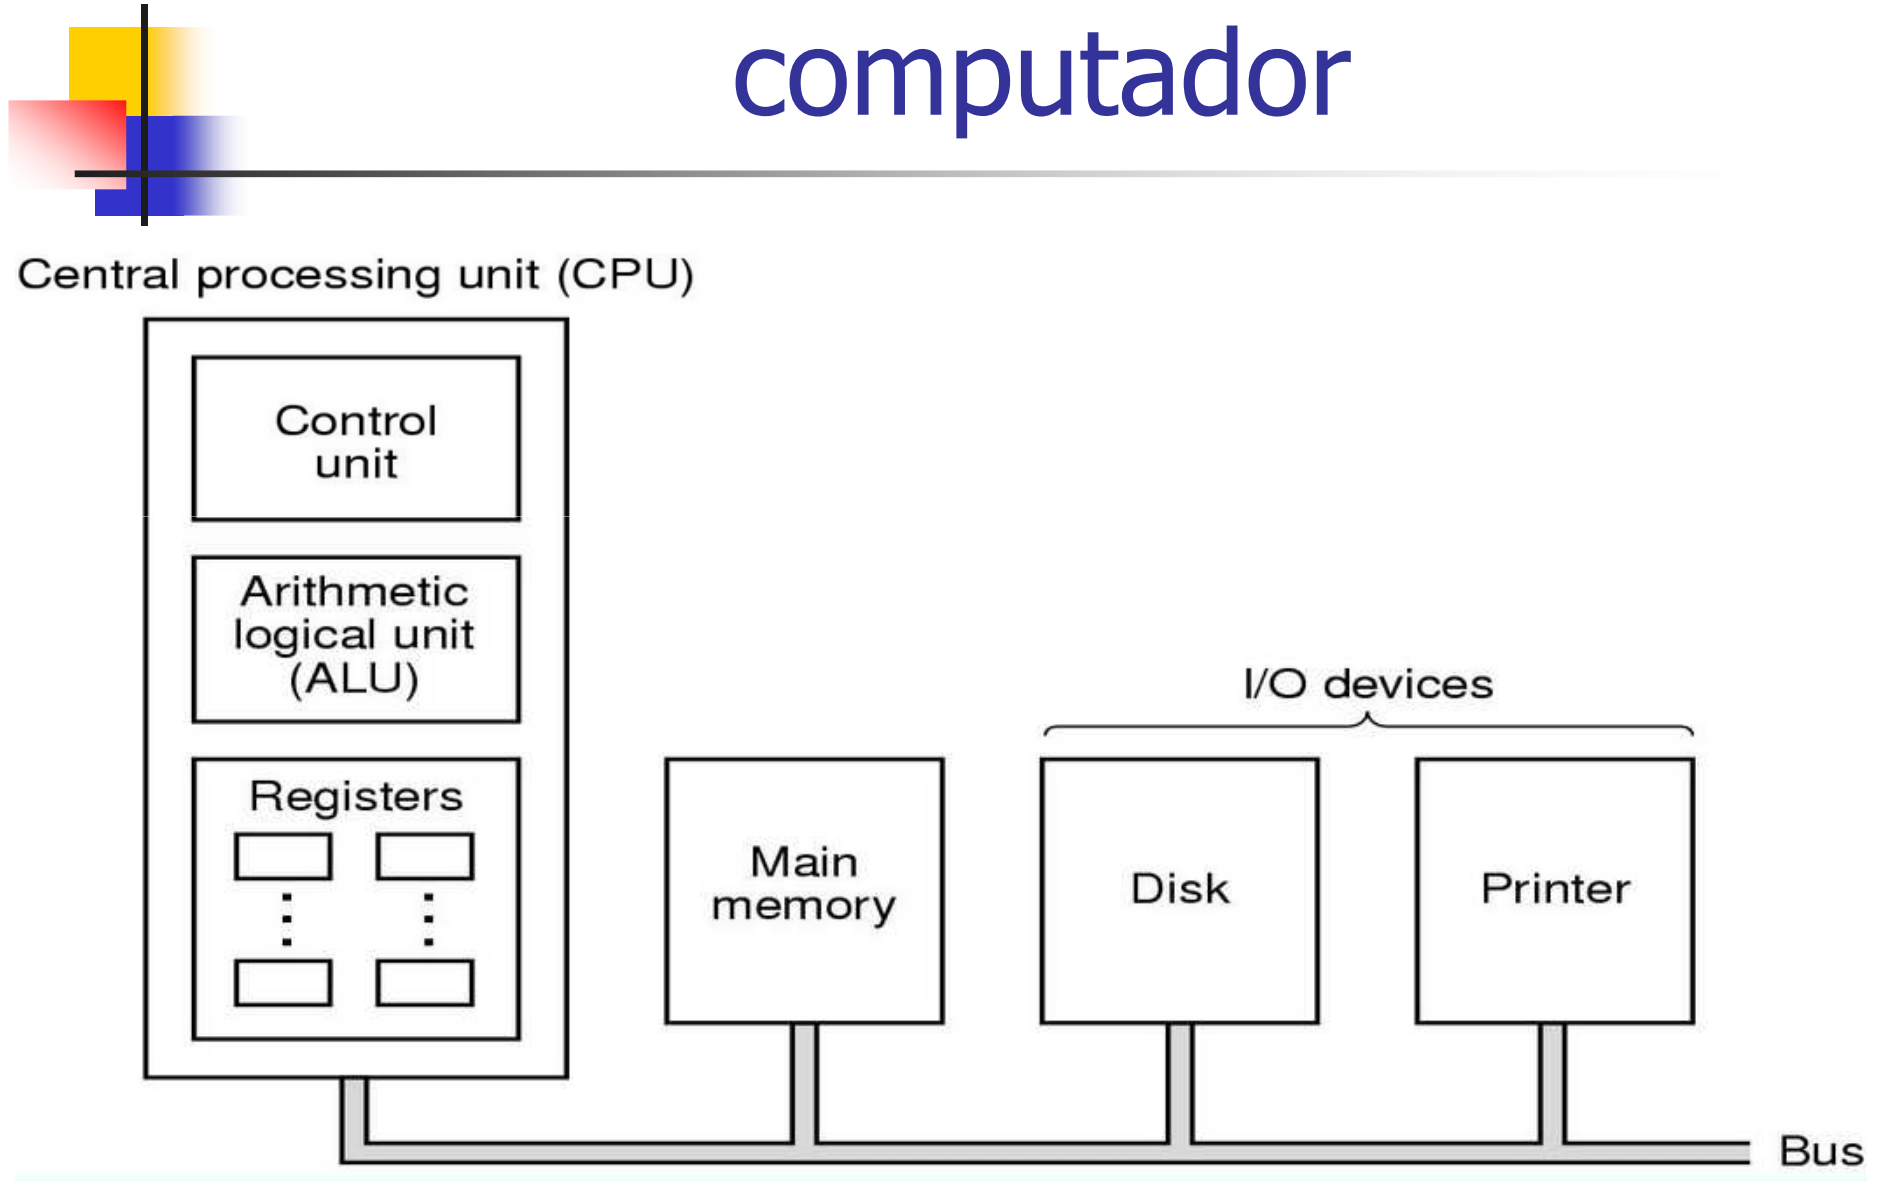 computador
Central processing unit (CPU)
Control
unit
Arithmetic
logical unit
(ALU)
Registers
Main
memory
I/O devices
Disk
Printer
Bus